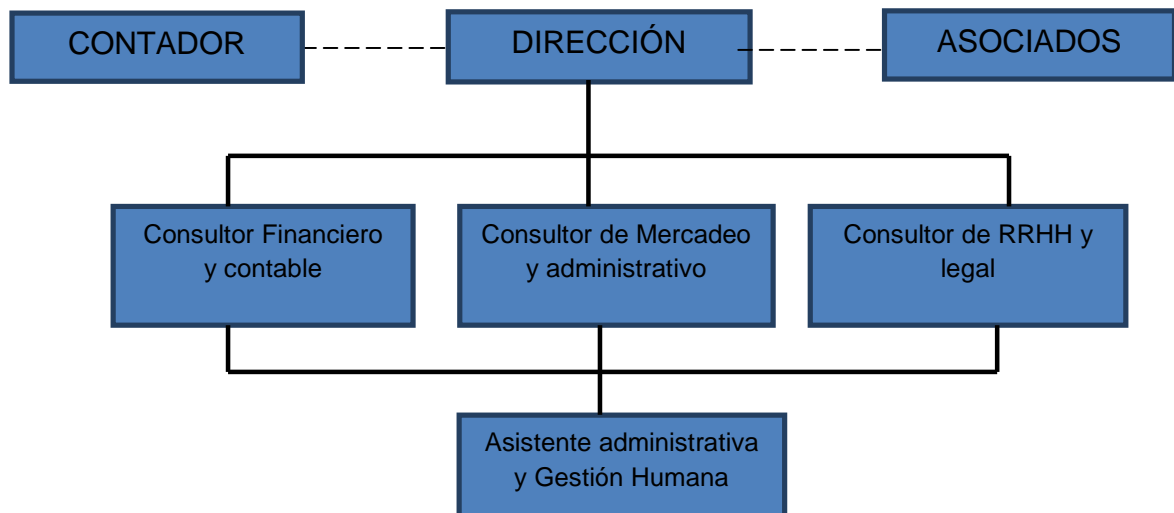 CONTADOR
DIRECCIÓN
ASOCIADOS
Consultor Financiero
y contable
Consultor de Mercadeo
y administrativo
Consultor de RRHH y
legal
Asistente administrativa
y Gestión Humana